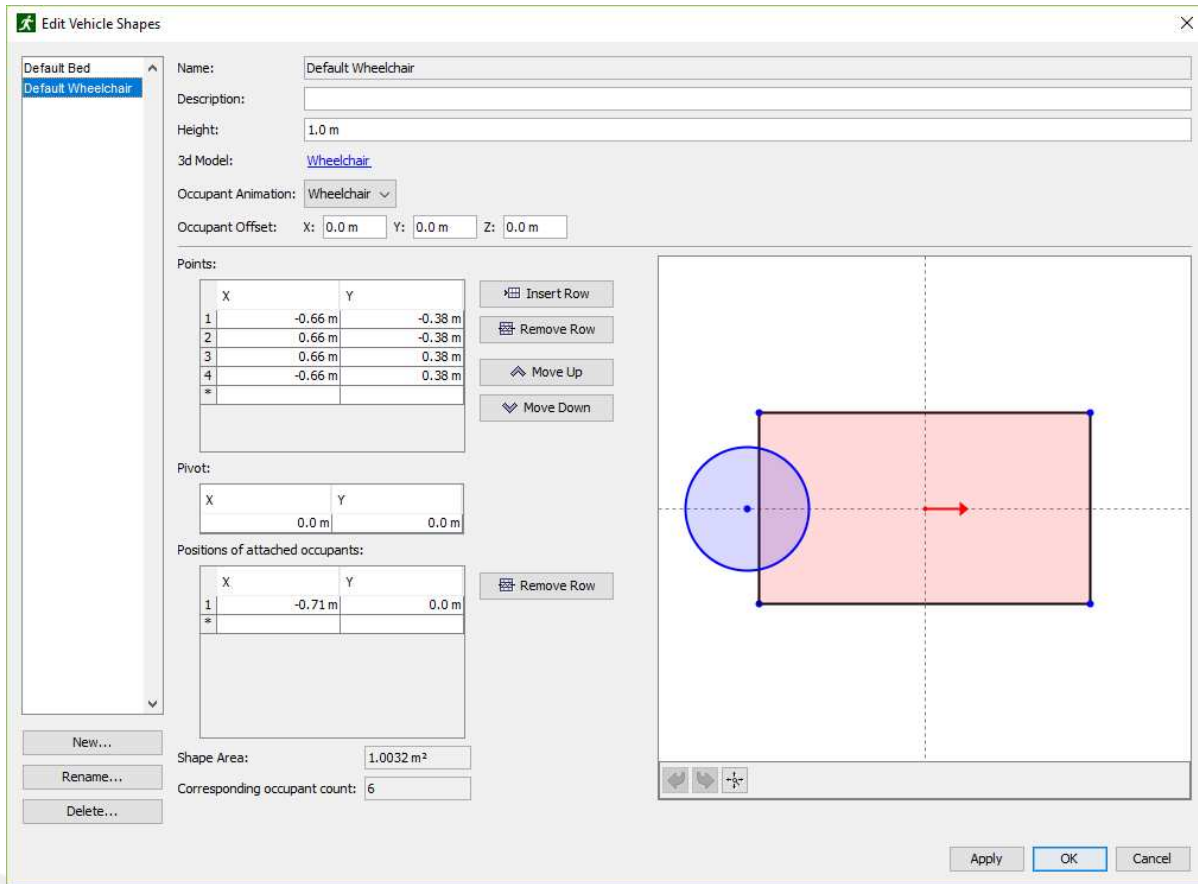 Edit Vehicle Shapes
Default Bed
Default Wheelchair
New...
Rename...
Delete...
Name: Default Wheelchair
Description:
Height: 1.0 m
3d Model: Wheelchair
Occupant Animation: Wheelchair
Occupant Offset: X: 0.0 m Y: 0.0 m Z: 0.0 m
Points:
X Y
1 -0.66 m -0.38 m
2 0.66 m -0.38 m
3 0.66 m 0.38 m
4 -0.66 m 0.38 m
*
Insert Row
Remove Row
Move Up
Move Down
Pivot:
X Y
0.0 m 0.0 m
Positions of attached occupants:
X Y
1 -0.71 m 0.0 m
*
Remove Row
Shape Area: 1.0032 m²
Corresponding occupant count: 6
Apply OK Cancel